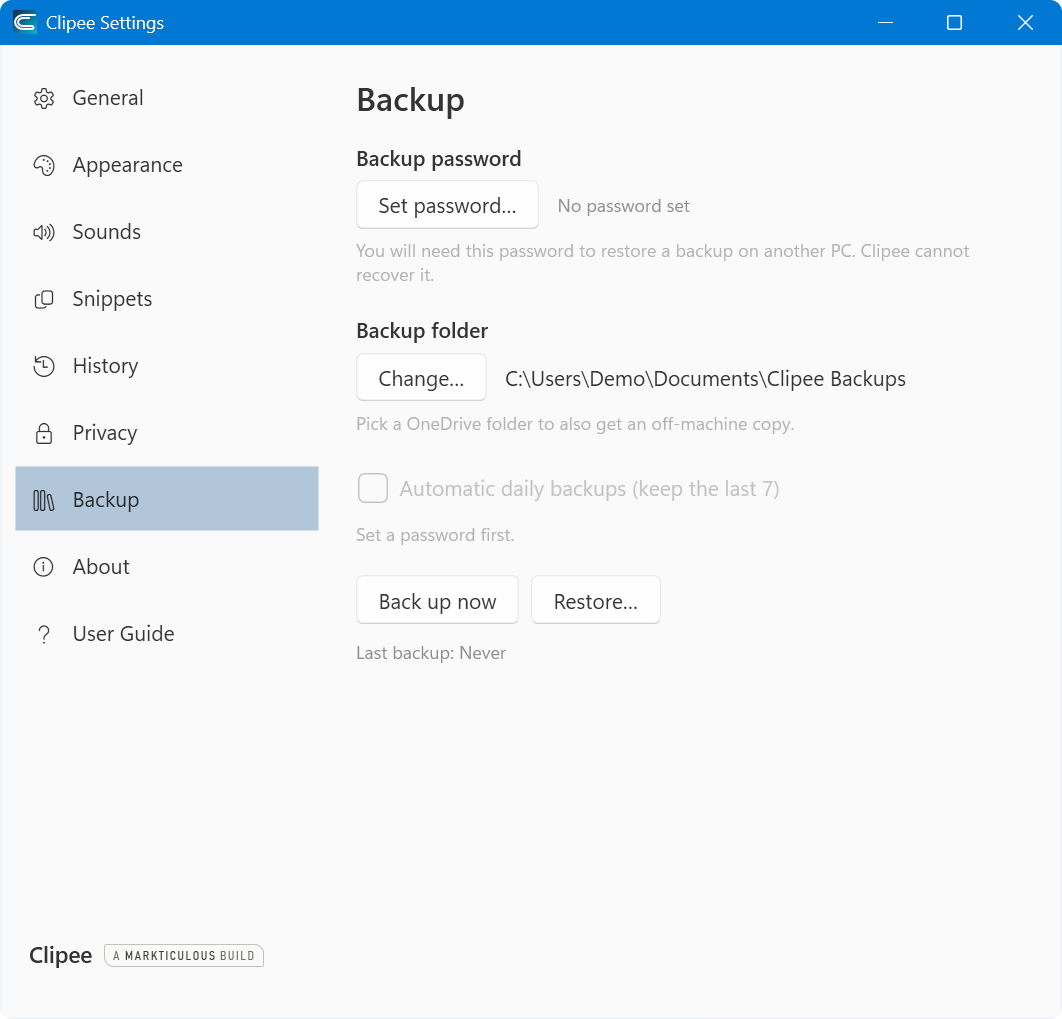 Clipee Settings
General
Appearance
Sounds
Snippets
History
Privacy
Backup
About
User Guide
Clipee
A MARKTICULOUS BUILD
Backup
Backup password
Set password...
No password set
You will need this password to restore a backup on another PC. Clipee cannot
recover it.
Backup folder
Change...
C:\Users\Demo\Documents\Clipee Backups
Pick a OneDrive folder to also get an off-machine copy.
Automatic daily backups (keep the last 7)
Set a password first.
Back up now
Restore...
Last backup: Never